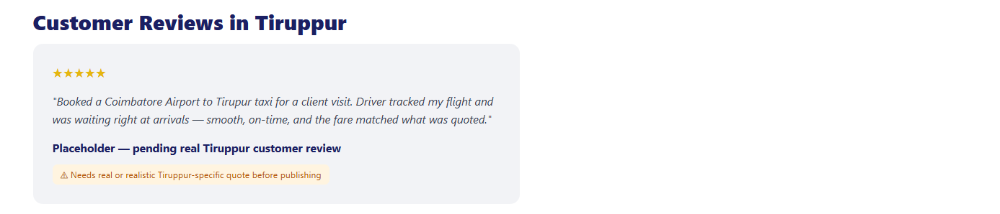 Customer Reviews in Tiruppur
★★★★★
"Booked a Coimbatore Airport to Tirupur taxi for a client visit. Driver tracked my flight and
was waiting right at arrivals — smooth, on-time, and the fare matched what was quoted."
Placeholder — pending real Tiruppur customer review
⚠ Needs real or realistic Tiruppur-specific quote before publishing